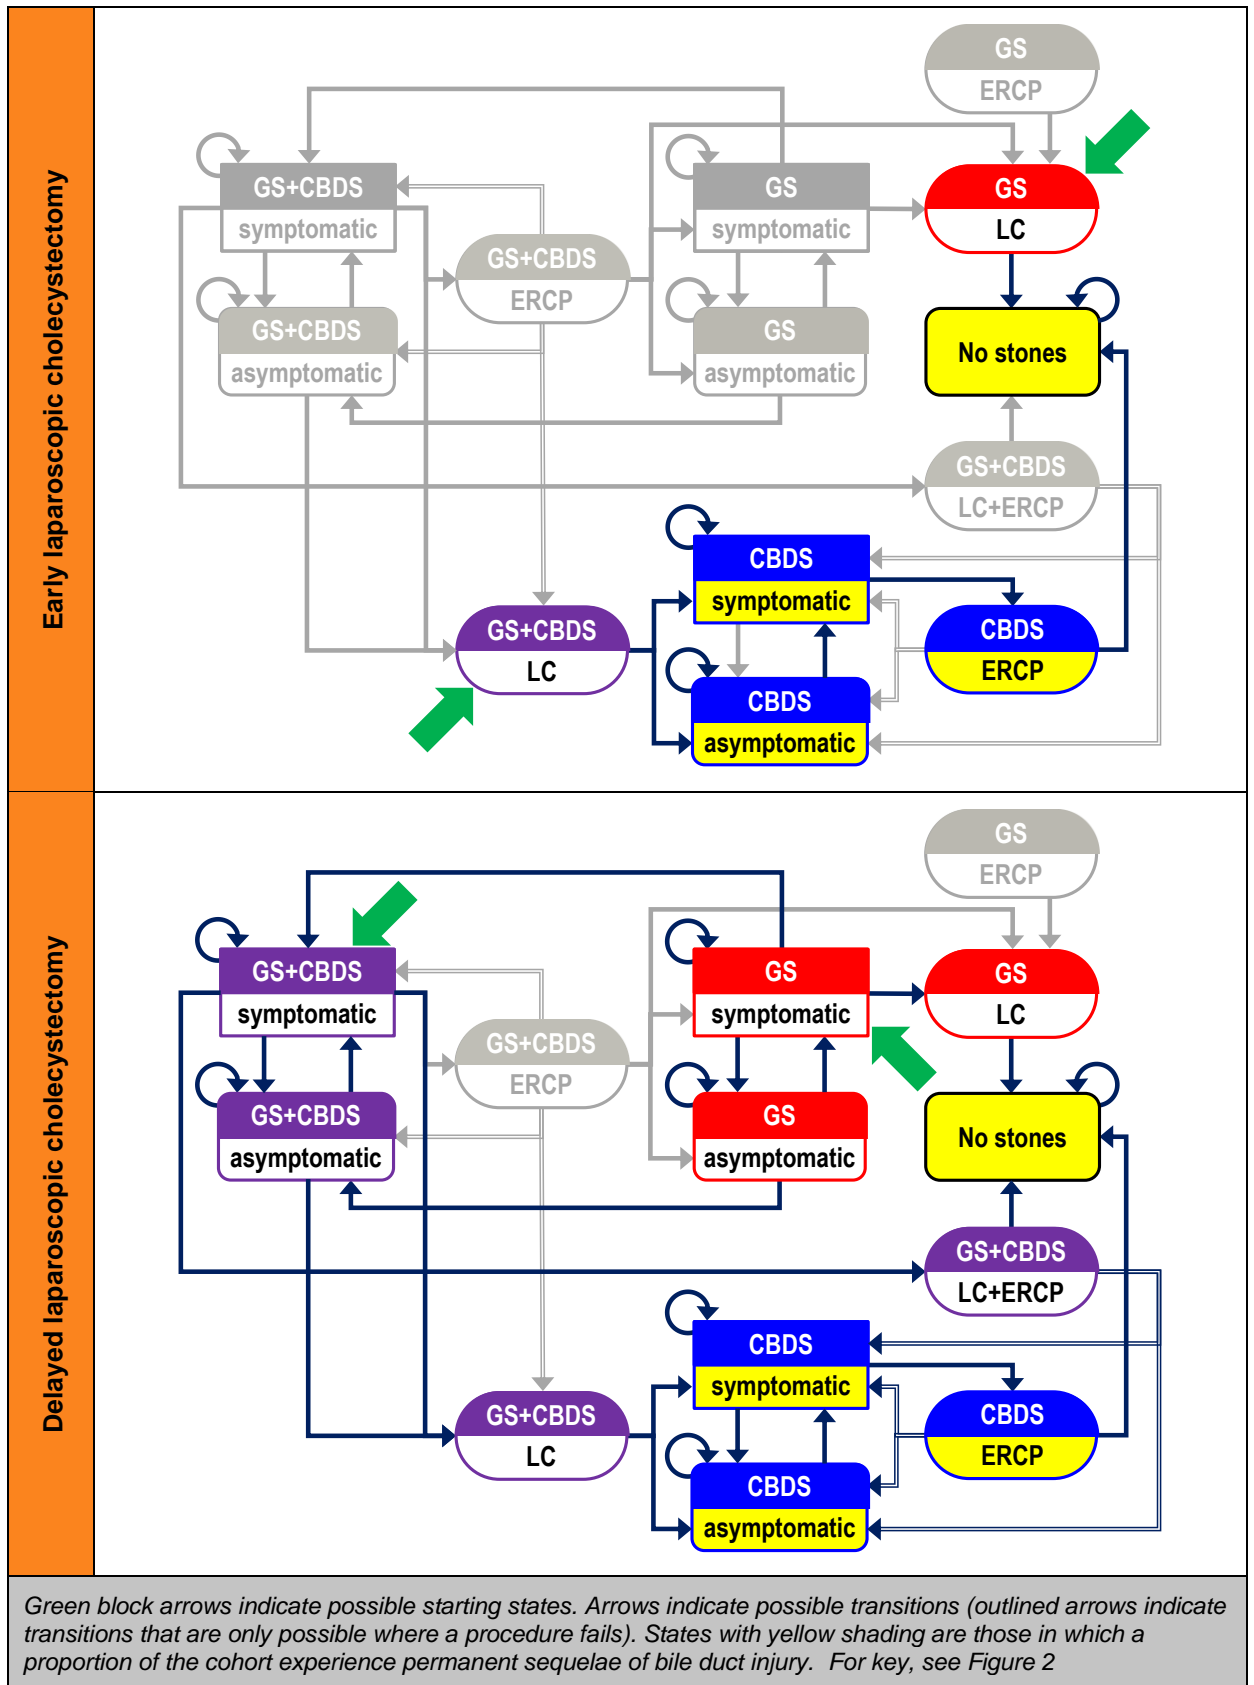 Early laparoscopic cholecystectomy
GS
ERCP
GS+CBDS
symptomatic
GS
symptomatic
GS
LC
GS+CBDS
ERCP
GS+CBDS
asymptomatic
GS
asymptomatic
No stones
GS+CBDS
LC+ERCP
CBDS
symptomatic
GS+CBDS
LC
CBDS
ERCP
CBDS
asymptomatic
Delayed laparoscopic cholecystectomy
GS
ERCP
GS+CBDS
symptomatic
GS
symptomatic
GS
LC
GS+CBDS
ERCP
GS+CBDS
asymptomatic
GS
asymptomatic
No stones
GS+CBDS
LC+ERCP
CBDS
symptomatic
GS+CBDS
LC
CBDS
ERCP
CBDS
asymptomatic
Green block arrows indicate possible starting states. Arrows indicate possible transitions (outlined arrows indicate
transitions that are only possible where a procedure fails). States with yellow shading are those in which a
proportion of the cohort experience permanent sequelae of bile duct injury. For key, see Figure 2